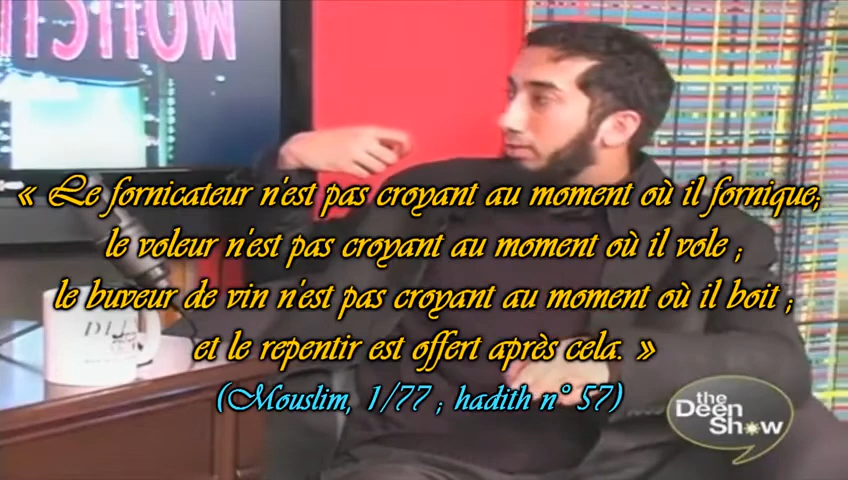 « Le fornicateur n'est pas croyant au moment où il fornique;
le voleur n'est pas croyant au moment où il vole ;
le buveur de vin n'est pas croyant au moment où il boit ;
et le repentir est offert après cela. »
(Mouslim, 1/77 ; hadith n° 57)
the
Deen
Show